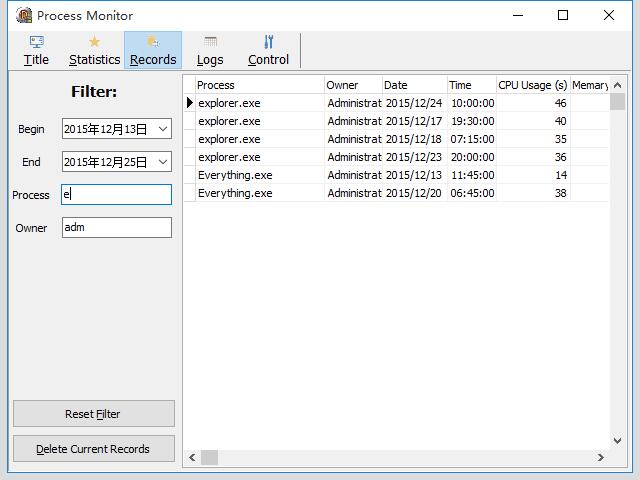 Process Monitor
Title Statistics Records Logs Control
Filter:
Begin 2015年12月13日
End 2015年12月25日
Process e
Owner adm
Reset Filter
Delete Current Records
Process Owner Date Time CPU Usage (s) Memary
explorer.exe Administrat 2015/12/24 10:00:00 46
explorer.exe Administrat 2015/12/17 19:30:00 40
explorer.exe Administrat 2015/12/18 07:15:00 35
explorer.exe Administrat 2015/12/23 20:00:00 36
Everything.exe Administrat 2015/12/13 11:45:00 14
Everything.exe Administrat 2015/12/20 06:45:00 38